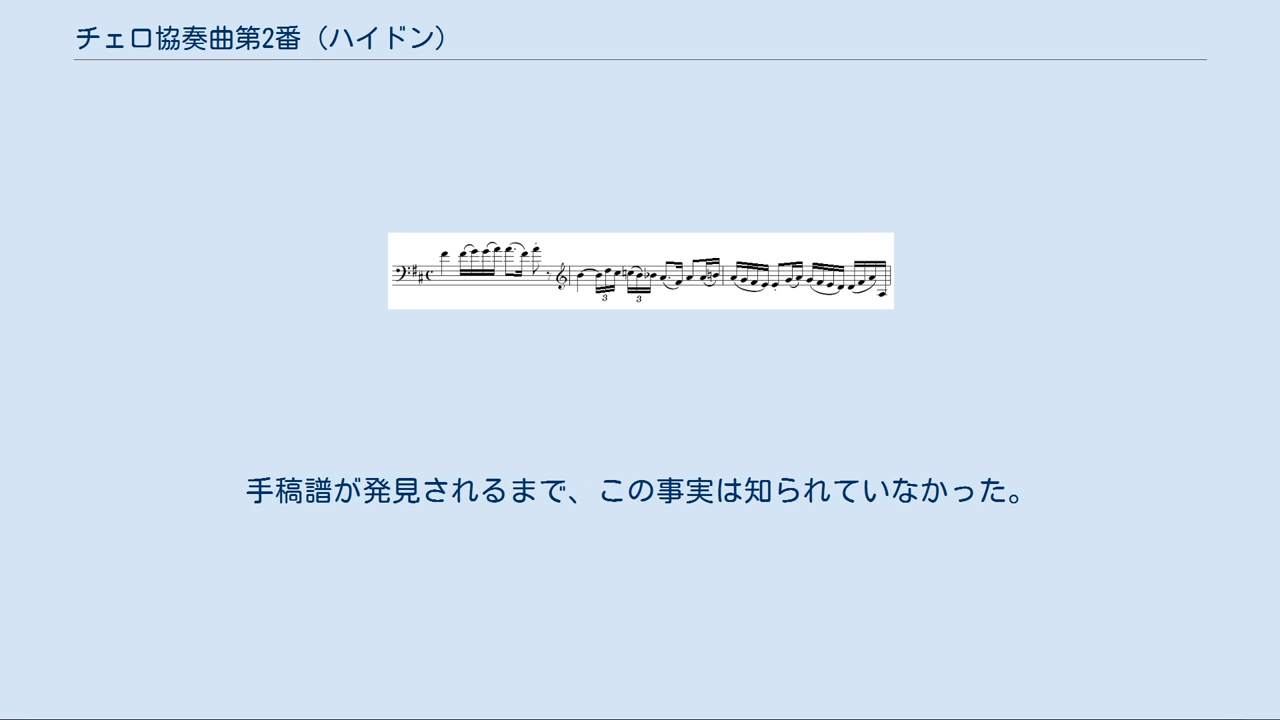 チェロ協奏曲第2番（ハイドン）
3
3
手稿譜が発見されるまで、この事実は知られていなかった。